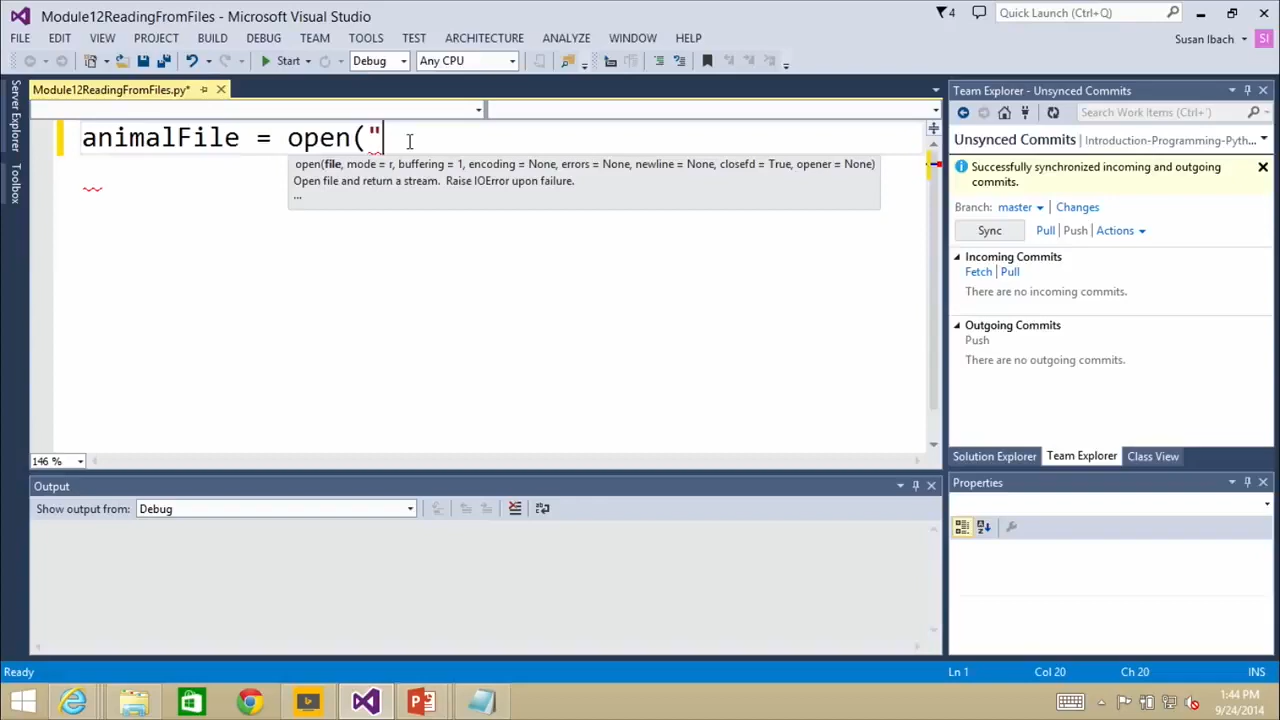 Module12ReadingFromFiles - Microsoft Visual Studio
4
Quick Launch (Ctrl+Q)
FILE EDIT VIEW PROJECT BUILD DEBUG TEAM TOOLS TEST ARCHITECTURE ANALYZE WINDOW HELP
Susan Ibach
SI
Start
Debug
Any CPU
Server Explorer
Toolbox
Module12ReadingFromFiles.py*
animalFile = open("
open(file, mode = r, buffering = 1, encoding = None, errors = None, newline = None, closefd = True, opener = None)
Open file and return a stream. Raise IOError upon failure.
...
146 %
Team Explorer - Unsynced Commits
Search Work Items (Ctrl+')
Unsynced Commits | Introduction-Programming-Pyth
Successfully synchronized incoming and outgoing
commits.
Branch: master | Changes
Sync Pull | Push | Actions
Incoming Commits
Fetch | Pull
There are no incoming commits.
Outgoing Commits
Push
There are no outgoing commits.
Solution Explorer Team Explorer Class View
Output
Show output from: Debug
Properties
Ready
Ln 1
Col 20
Ch 20
INS
1:44 PM
9/24/2014